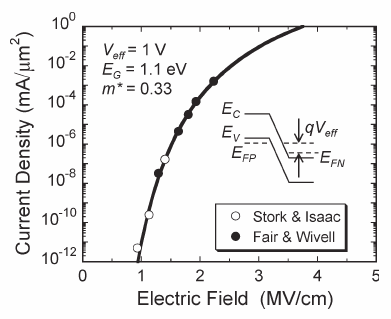 Current Density (mA/μm²)
10⁰
10⁻²
10⁻⁴
10⁻⁶
10⁻⁸
10⁻¹⁰
10⁻¹²
V_eff = 1 V
E_G = 1.1 eV
m* = 0.33
E_C
qV_eff
E_V
E_FP
E_FN
Stork & Isaac
Fair & Wivell
0 1 2 3 4 5
Electric Field (MV/cm)